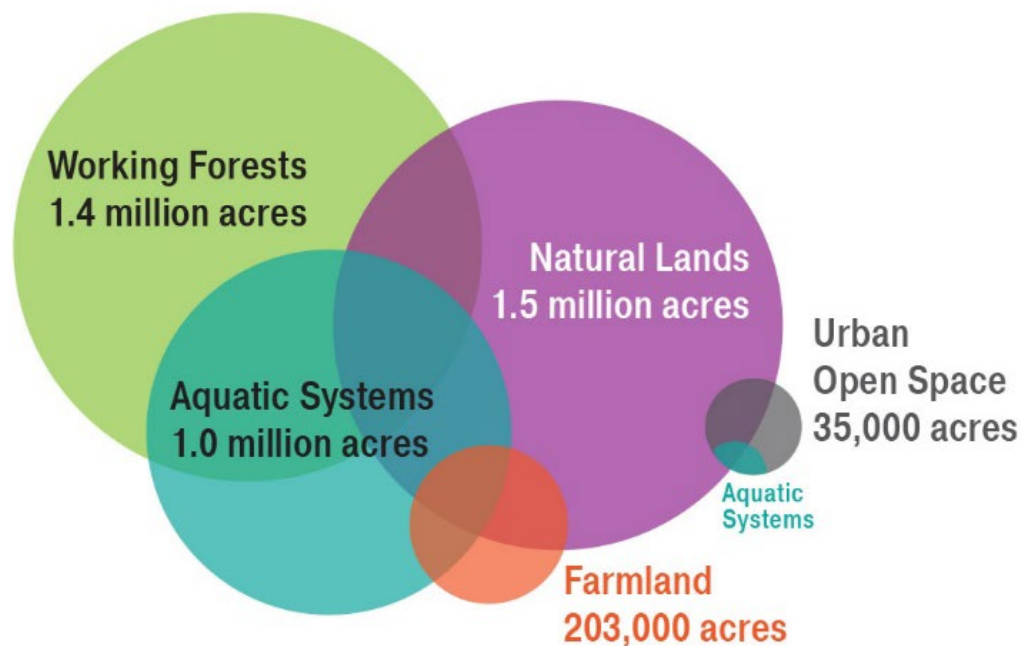 Working Forests
1.4 million acres
Natural Lands
1.5 million acres
Urban
Open Space
35,000 acres
Aquatic Systems
1.0 million acres
Aquatic
Systems
Farmland
203,000 acres